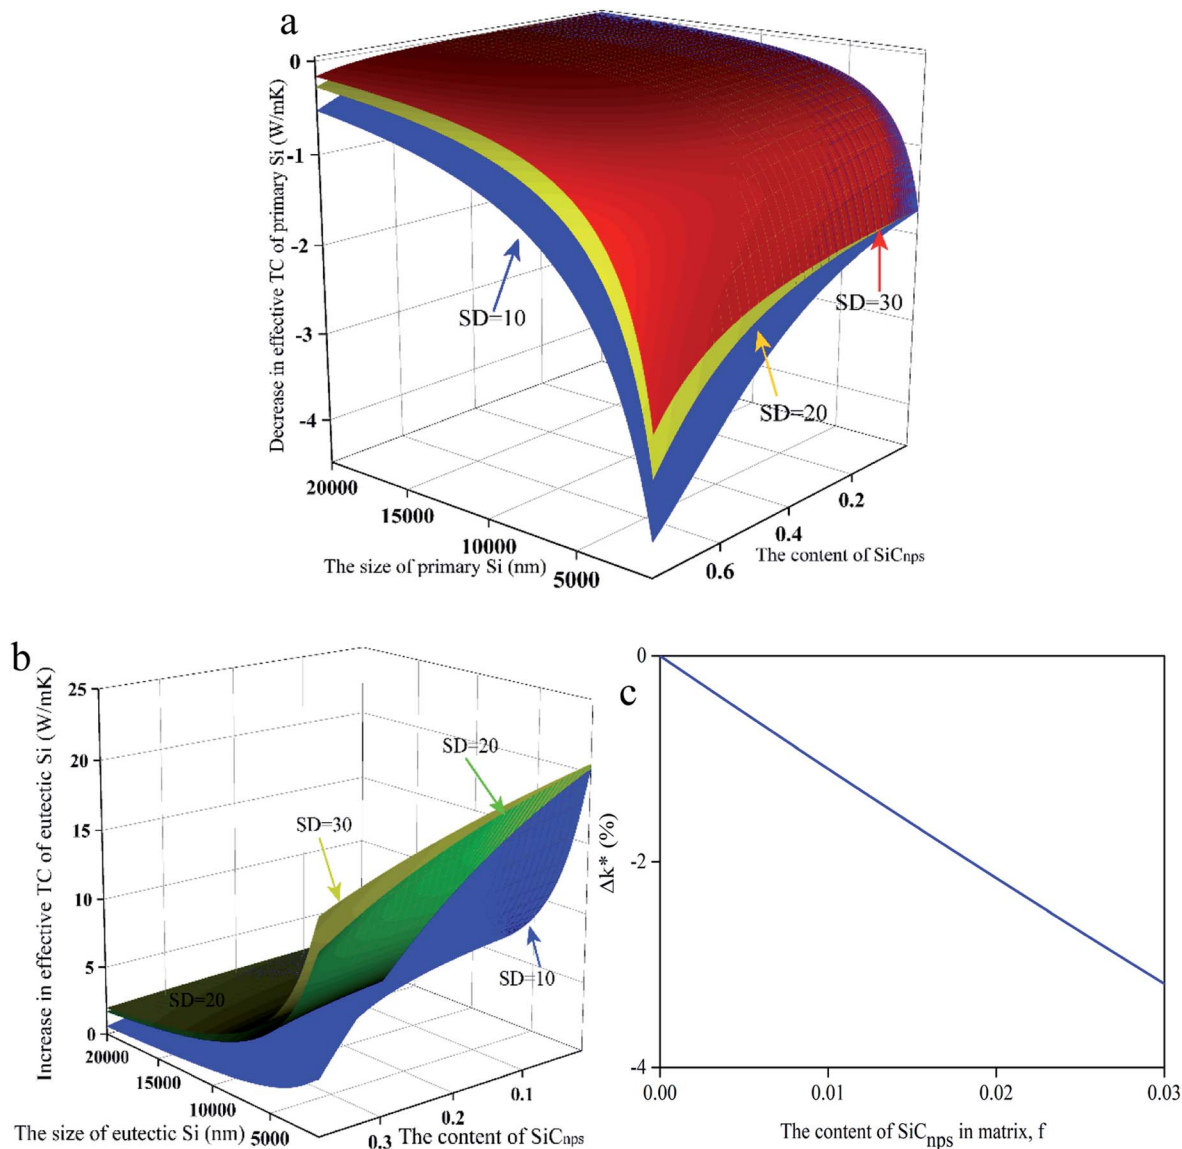 a
0
-1
-2
-3
-4
Decrease in effective TC of primary Si (W/mK)
SD=10
SD=30
SD=20
20000
15000
10000
5000
The size of primary Si (nm)
0.2
0.4
0.6
The content of SiCnps
b
25
20
15
10
5
0
Increase in effective TC of eutectic Si (W/mK)
SD=20
SD=30
SD=20
SD=10
20000
15000
10000
5000
The size of eutectic Si (nm)
0.1
0.2
0.3
The content of SiCnps
c
0
-2
-4
Δk* (%)
0.00
0.01
0.02
0.03
The content of SiCnps in matrix, f